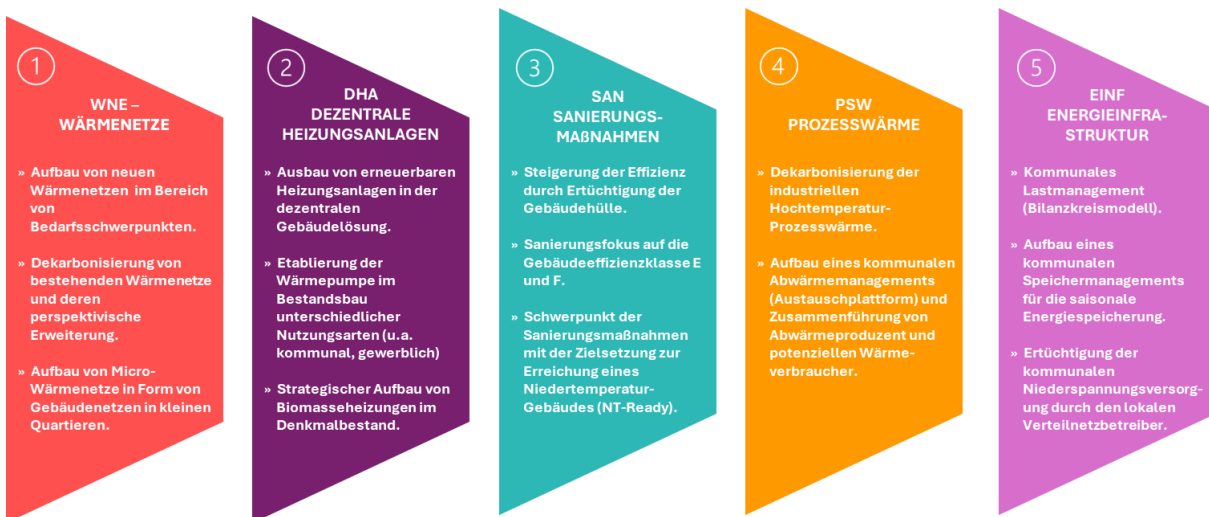 1
WNE –
WÄRMENETZE
» Aufbau von neuen
Wärmenetzen im Bereich
von
Bedarfsschwerpunkten.
» Dekarbonisierung von
bestehenden Wärmenetze
und deren
perspektivische
Erweiterung.
» Aufbau von Micro-
Wärmenetze in Form von
Gebäudenetzen in kleinen
Quartieren.
2
DHA
DEZENTRALE
HEIZUNGSANLAGEN
» Ausbau von erneuerbaren
Heizungsanlagen in der
dezentralen
Gebäudelösung.
» Etablierung der
Wärmepumpe im
Bestandsbau
unterschiedlicher
Nutzungsarten (u.a.
kommunal, gewerblich)
» Strategischer Aufbau von
Biomasseheizungen im
Denkmalbestand.
3
SAN
SANIERUNGS-
MAßNAHMEN
» Steigerung der Effizienz
durch Ertüchtigung der
Gebäudehülle.
» Sanierungsfokus auf die
Gebäudeeffizienzklasse E
und F.
» Schwerpunkt der
Sanierungsmaßnahmen
mit der Zielsetzung zur
Erreichung eines
Niedertemperatur-
Gebäudes (NT-Ready).
4
PSW
PROZESSWÄRME
» Dekarbonisierung der
industriellen
Hochtemperatur-
Prozesswärme.
» Aufbau eines kommunalen
Abwärmemanagements
(Austauschplattform) und
Zusammenführung von
Abwärmeproduzent und
potenziellen Wärme-
verbraucher.
5
EINF
ENERGIEINFRA-
STRUKTUR
» Kommunales
Lastmanagement
(Bilanzkreismodell).
» Aufbau eines
kommunalen
Speichermanagements
für die saisonale
Energiespeicherung.
» Ertüchtigung der
kommunalen
Niederspannungsversorg-
ung durch den lokalen
Verteilnetzbetreiber.